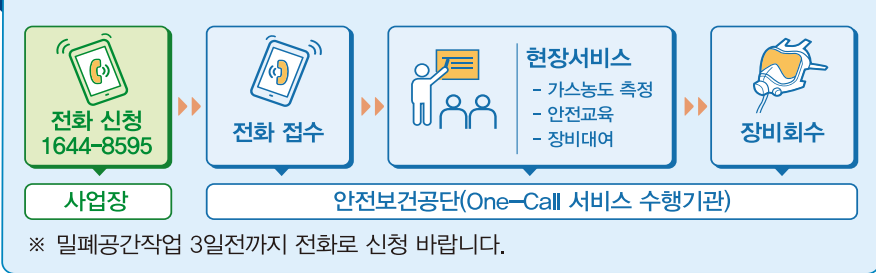 전화 신청
1644-8595
전화 접수
현장서비스
- 가스농도 측정
- 안전교육
- 장비대여
장비회수
사업장
안전보건공단(One-Call 서비스 수행기관)
※ 밀폐공간작업 3일전까지 전화로 신청 바랍니다.